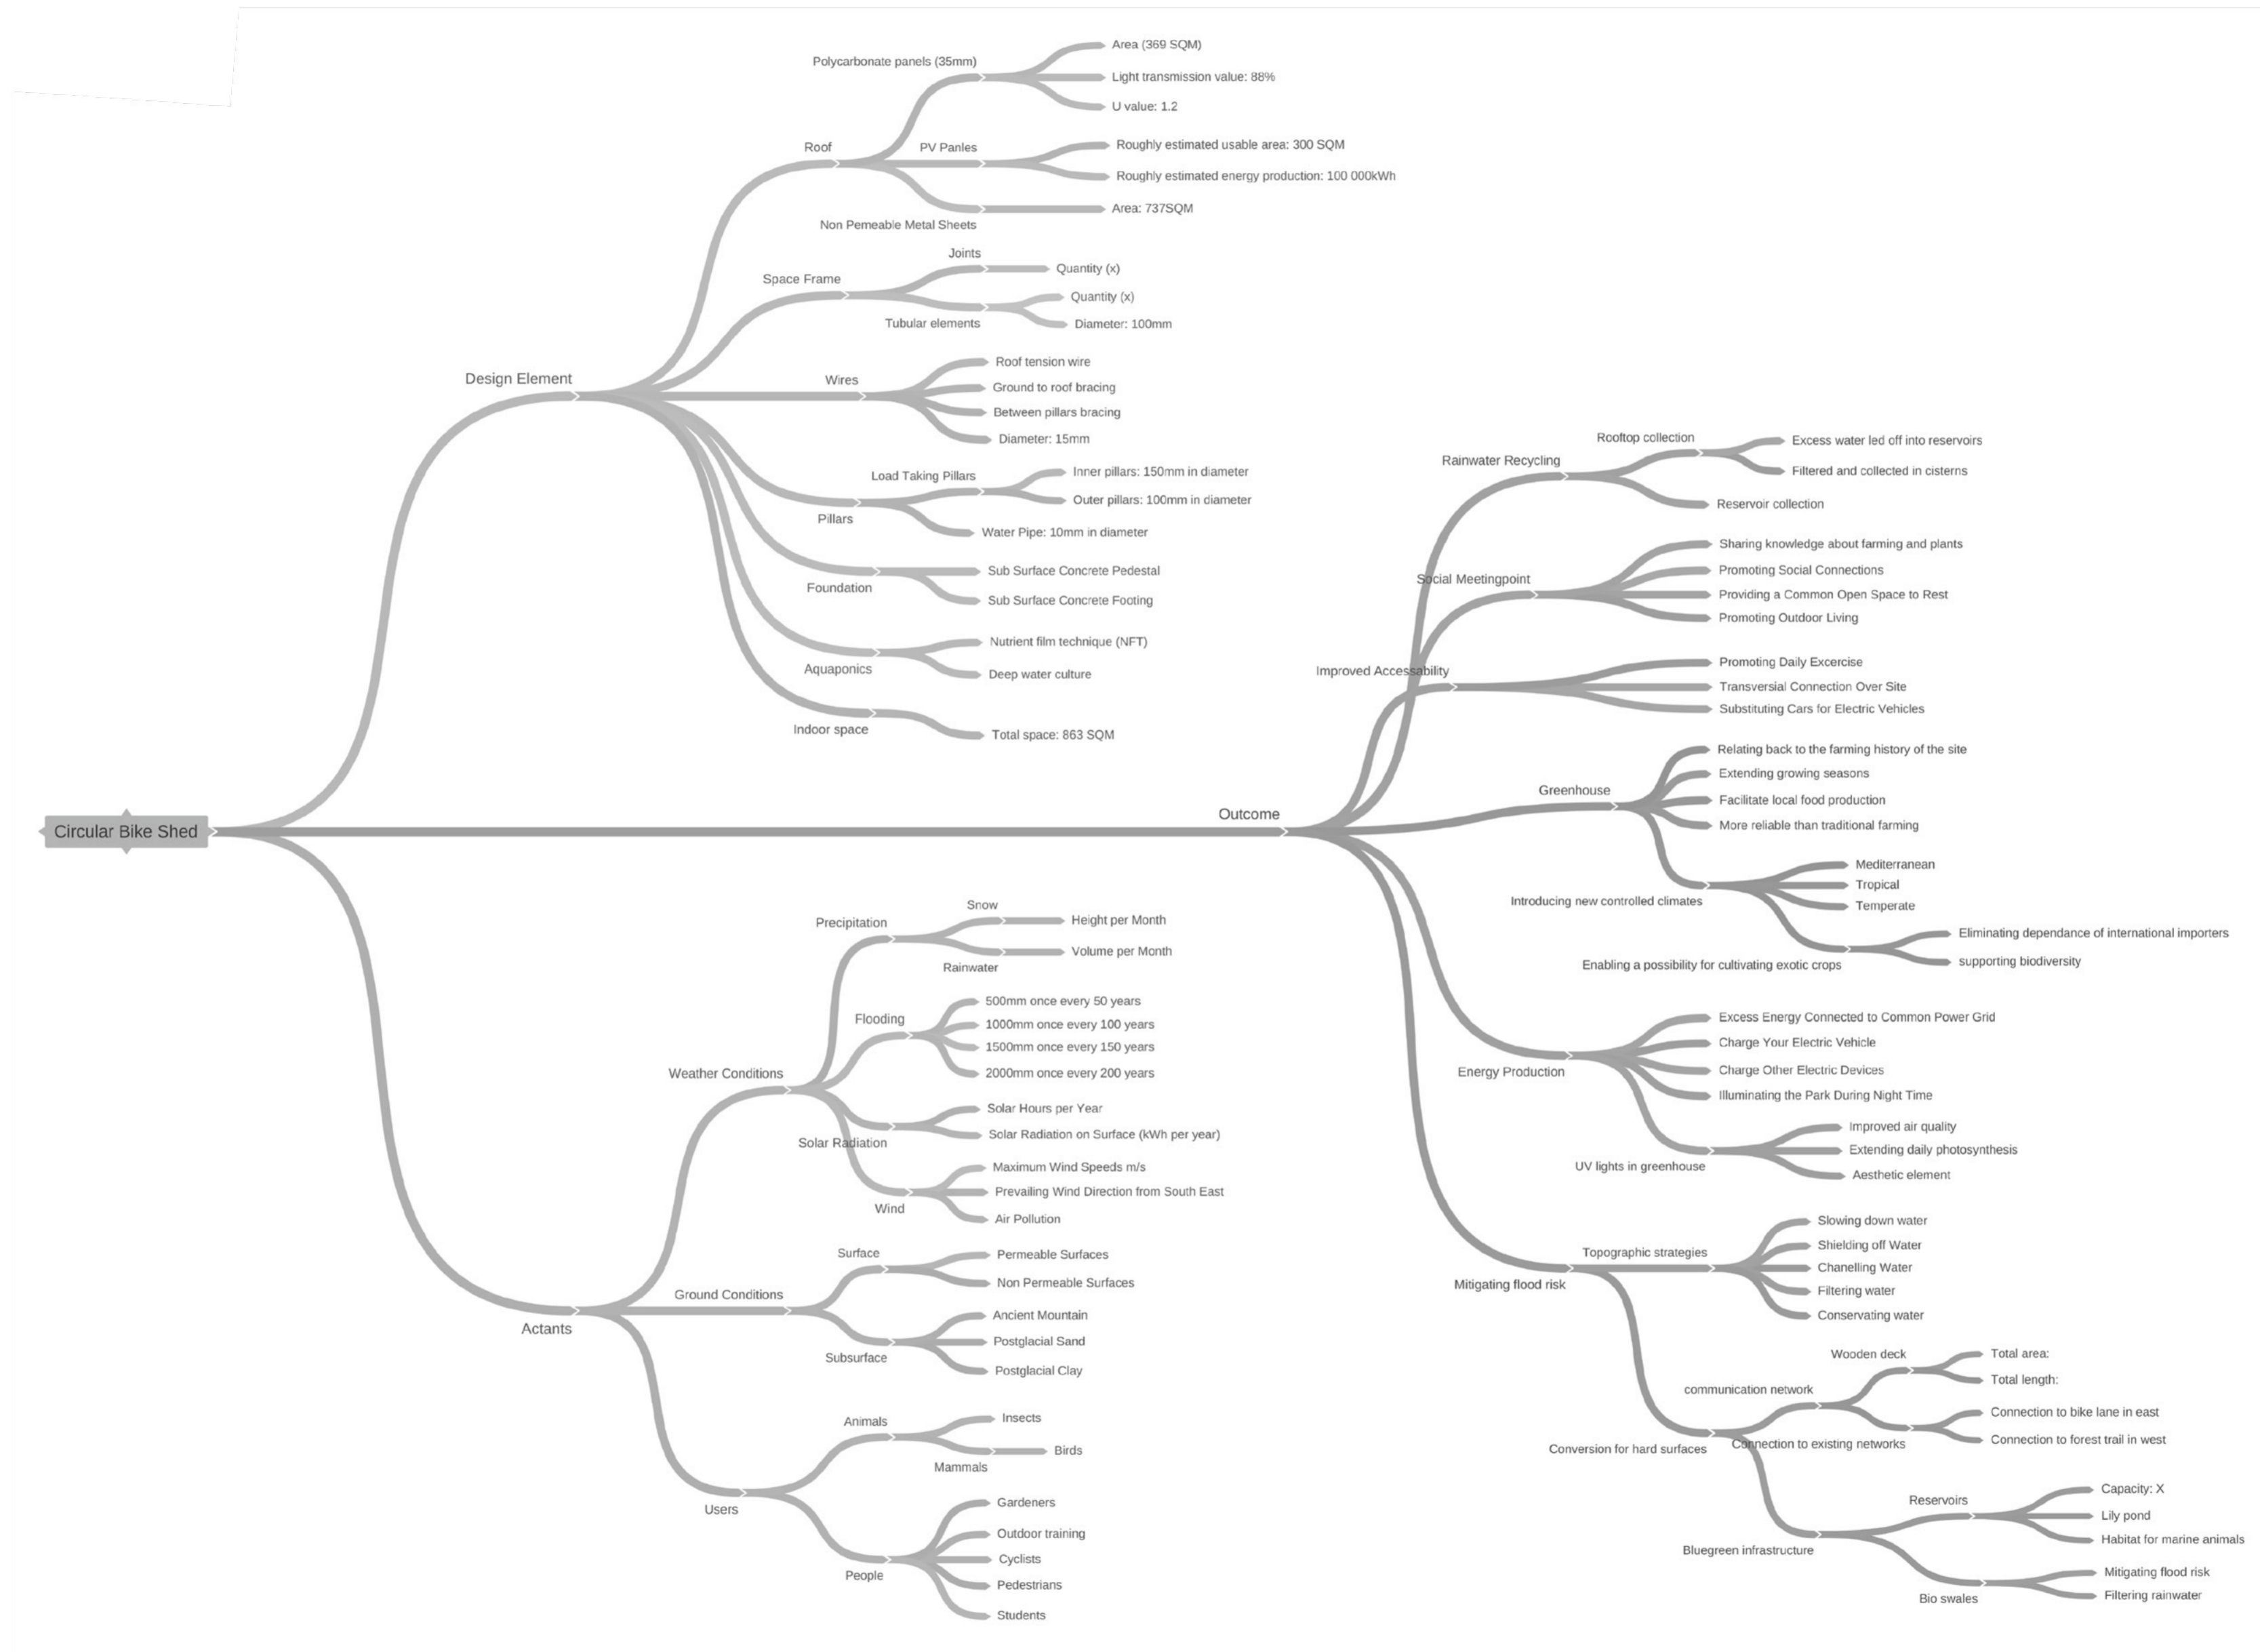 Circular Bike Shed
Design Element
Roof
Polycarbonate panels (35mm)
Area (369 SQM)
Light transmission value: 88%
U value: 1.2
PV Panles
Roughly estimated usable area: 300 SQM
Roughly estimated energy production: 100 000kWh
Non Pemeable Metal Sheets
Area: 737SQM
Space Frame
Joints
Quantity (x)
Tubular elements
Quantity (x)
Diameter: 100mm
Wires
Roof tension wire
Ground to roof bracing
Between pillars bracing
Diameter: 15mm
Pillars
Load Taking Pillars
Inner pillars: 150mm in diameter
Outer pillars: 100mm in diameter
Water Pipe: 10mm in diameter
Foundation
Sub Surface Concrete Pedestal
Sub Surface Concrete Footing
Aquaponics
Nutrient film technique (NFT)
Deep water culture
Indoor space
Total space: 863 SQM
Outcome
Rainwater Recycling
Rooftop collection
Excess water led off into reservoirs
Filtered and collected in cisterns
Reservoir collection
Social Meetingpoint
Sharing knowledge about farming and plants
Promoting Social Connections
Providing a Common Open Space to Rest
Promoting Outdoor Living
Improved Accessability
Promoting Daily Excercise
Transversial Connection Over Site
Substituting Cars for Electric Vehicles
Greenhouse
Relating back to the farming history of the site
Extending growing seasons
Facilitate local food production
More reliable than traditional farming
Introducing new controlled climates
Mediterranean
Tropical
Temperate
Enabling a possibility for cultivating exotic crops
Eliminating dependance of international importers
supporting biodiversity
Energy Production
Excess Energy Connected to Common Power Grid
Charge Your Electric Vehicle
Charge Other Electric Devices
Illuminating the Park During Night Time
UV lights in greenhouse
Improved air quality
Extending daily photosynthesis
Aesthetic element
Mitigating flood risk
Topographic strategies
Slowing down water
Shielding off Water
Chanelling Water
Filtering water
Conservating water
Conversion for hard surfaces
communication network
Wooden deck
Total area:
Total length:
Connection to existing networks
Connection to bike lane in east
Connection to forest trail in west
Bluegreen infrastructure
Reservoirs
Capacity: X
Lily pond
Habitat for marine animals
Bio swales
Mitigating flood risk
Filtering rainwater
Actants
Weather Conditions
Precipitation
Snow
Height per Month
Rainwater
Volume per Month
Flooding
500mm once every 50 years
1000mm once every 100 years
1500mm once every 150 years
2000mm once every 200 years
Solar Radiation
Solar Hours per Year
Solar Radiation on Surface (kWh per year)
Wind
Maximum Wind Speeds m/s
Prevailing Wind Direction from South East
Air Pollution
Ground Conditions
Surface
Permeable Surfaces
Non Permeable Surfaces
Subsurface
Ancient Mountain
Postglacial Sand
Postglacial Clay
Users
Animals
Insects
Mammals
Birds
People
Gardeners
Outdoor training
Cyclists
Pedestrians
Students